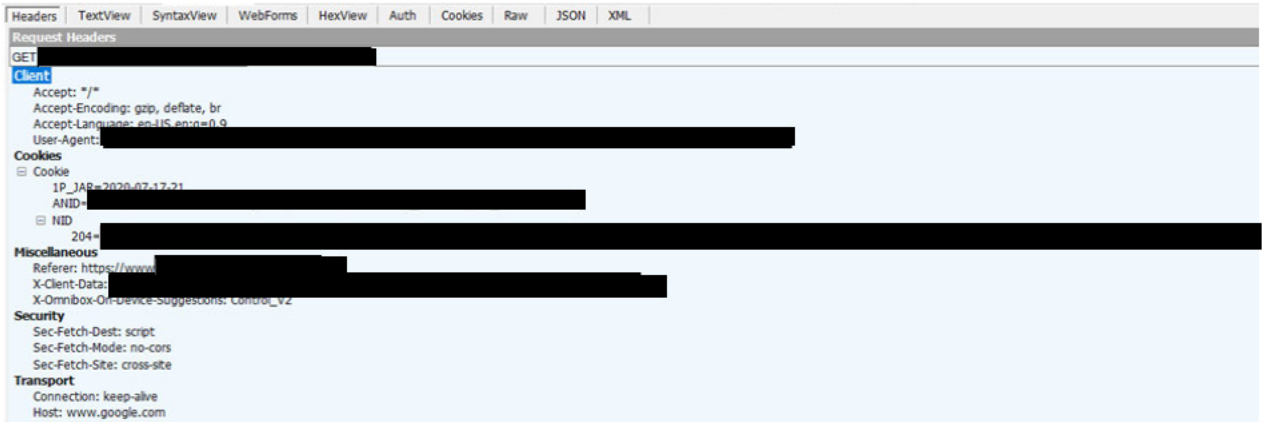 Headers TextView SyntaxView WebForms HexView Auth Cookies Raw JSON XML
Request Headers
GET
Client
Accept: */*
Accept-Encoding: gzip, deflate, br
Accept-Language: en-US,en;q=0.9
User-Agent:
Cookies
Cookie
1P_JAR=2020-07-17-21
ANID=
NID
204=
Miscellaneous
Referer: https://www
X-Client-Data:
X-Omnibox-On-Device-Suggestions: Control_V2
Security
Sec-Fetch-Dest: script
Sec-Fetch-Mode: no-cors
Sec-Fetch-Site: cross-site
Transport
Connection: keep-alive
Host: www.google.com